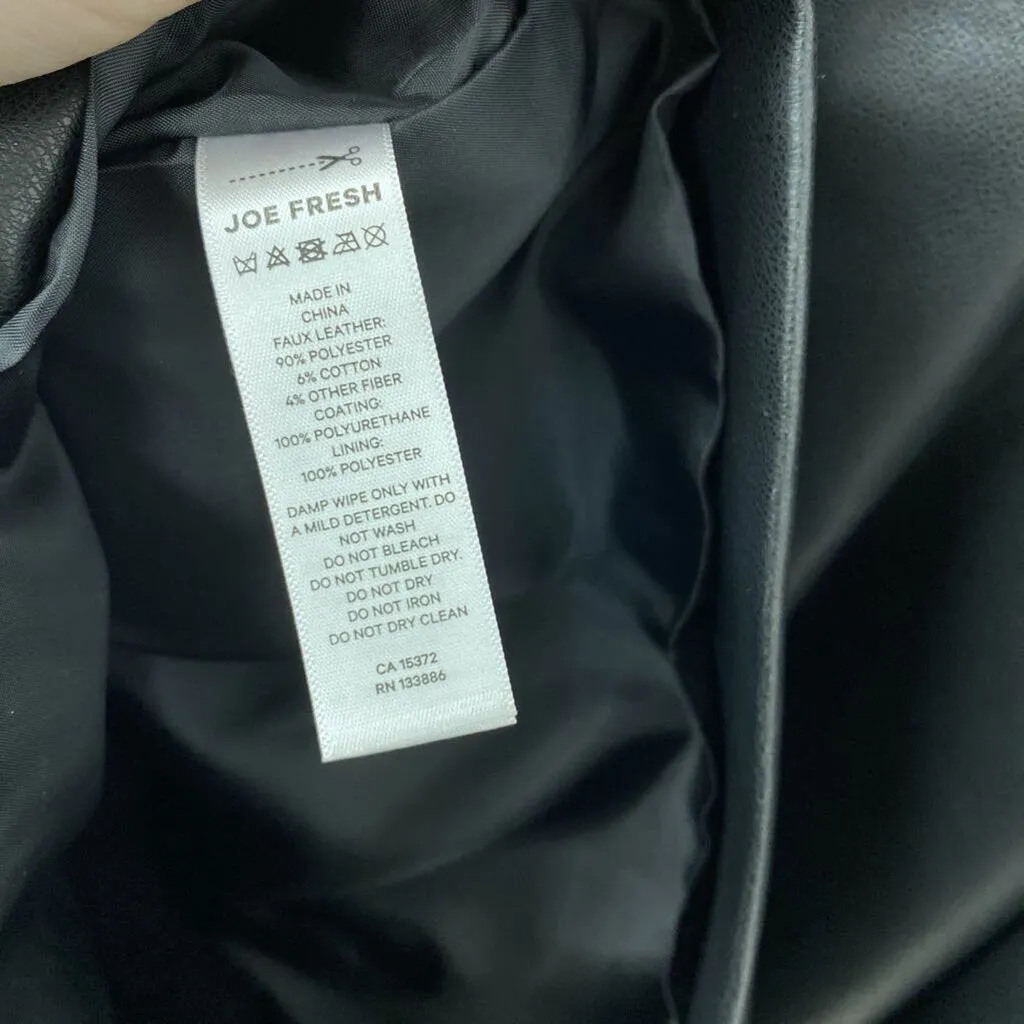 JOE FRESH
MADE IN
CHINA
FAUX LEATHER:
90% POLYESTER
6% COTTON
4% OTHER FIBER
COATING:
100% POLYURETHANE
LINING:
100% POLYESTER
DAMP WIPE ONLY WITH
A MILD DETERGENT. DO
NOT WASH
DO NOT BLEACH
DO NOT TUMBLE DRY.
DO NOT DRY
DO NOT IRON
DO NOT DRY CLEAN
CA 15372
RN 133886